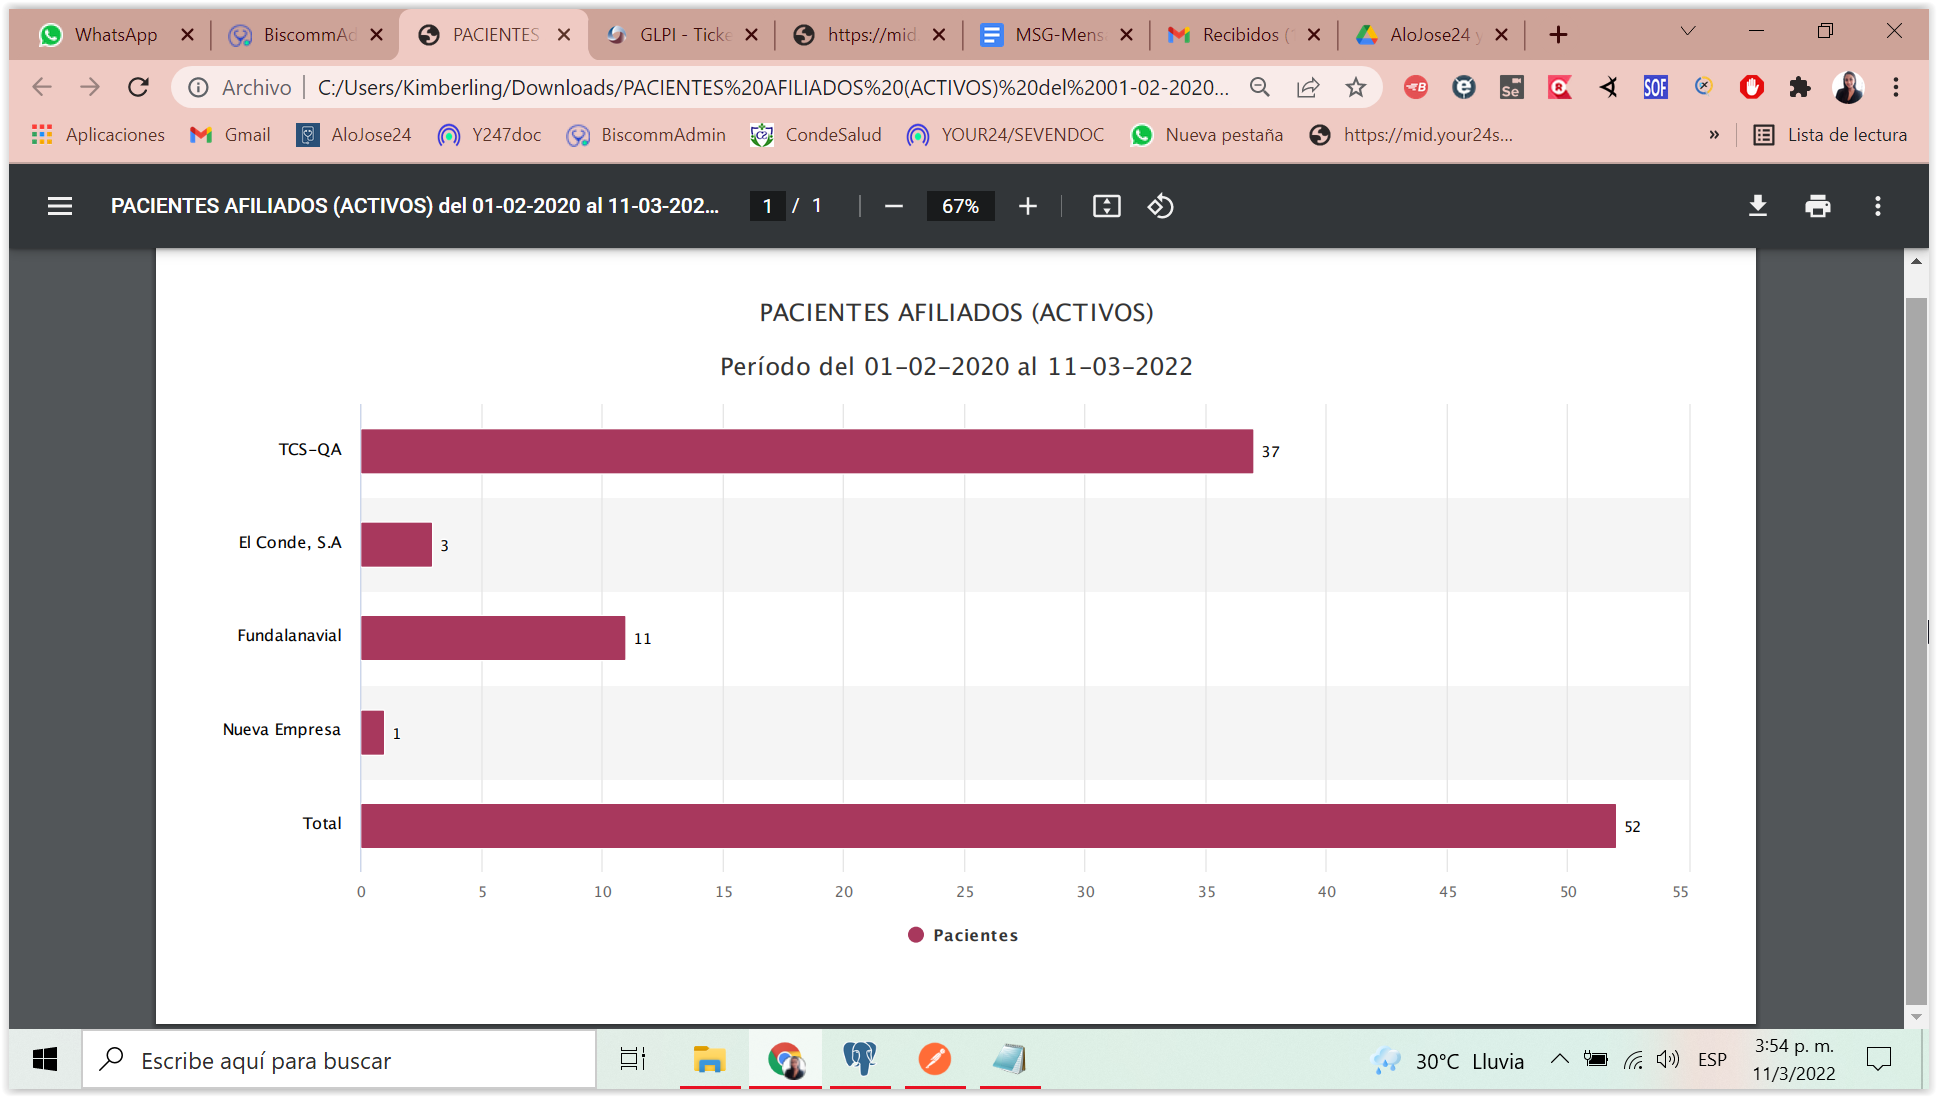 WhatsApp
BiscommAd
PACIENTES
GLPI - Ticke
https://mid
MSG-Mens
Recibidos (
AloJose24 y
Archivo
C:/Users/Kimberling/Downloads/PACIENTES%20AFILIADOS%20(ACTIVOS)%20del%2001-02-2020...
Se
SOF
Aplicaciones
Gmail
AloJose24
Y247doc
BiscommAdmin
CondeSalud
YOUR24/SEVENDOC
Nueva pestaña
https://mid.your24s...
»
Lista de lectura
PACIENTES AFILIADOS (ACTIVOS) del 01-02-2020 al 11-03-202...
1 / 1
67%
PACIENTES AFILIADOS (ACTIVOS)
Período del 01-02-2020 al 11-03-2022
TCS-QA
37
El Conde, S.A
3
Fundalanavial
11
Nueva Empresa
1
Total
52
0 5 10 15 20 25 30 35 40 45 50 55
Pacientes
Escribe aquí para buscar
30°C Lluvia
ESP
3:54 p. m.
11/3/2022